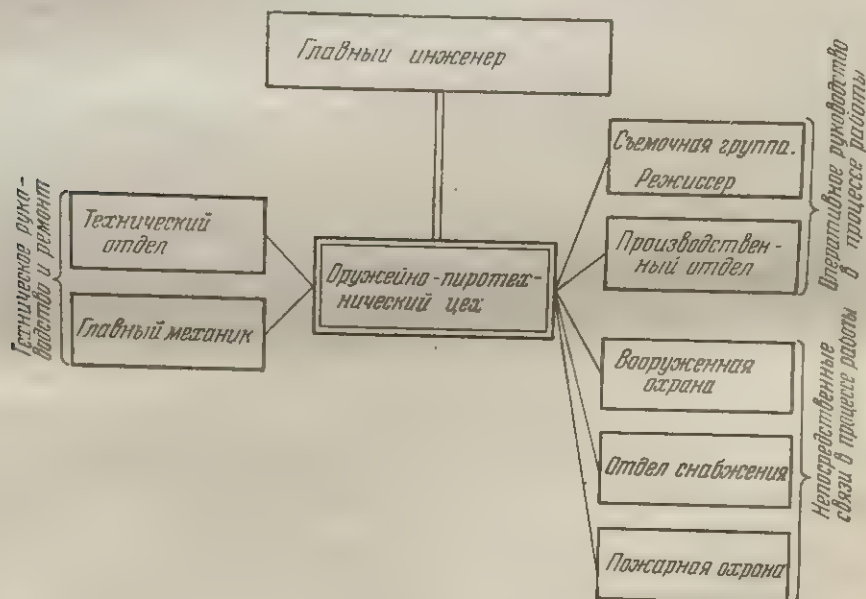 Главный инженер
Техническое руко-
водство и ремонт
Технический
отдел
Главный механик
Оружейно-пиротех-
нический цех
Съемочная группа.
Режиссер
Производствен-
ный отдел
Оперативное руководство
в процессе работы
Вооруженная
охрана
Отдел снабжения
Пожарная охрана
Непосредственные
связи в процессе работы